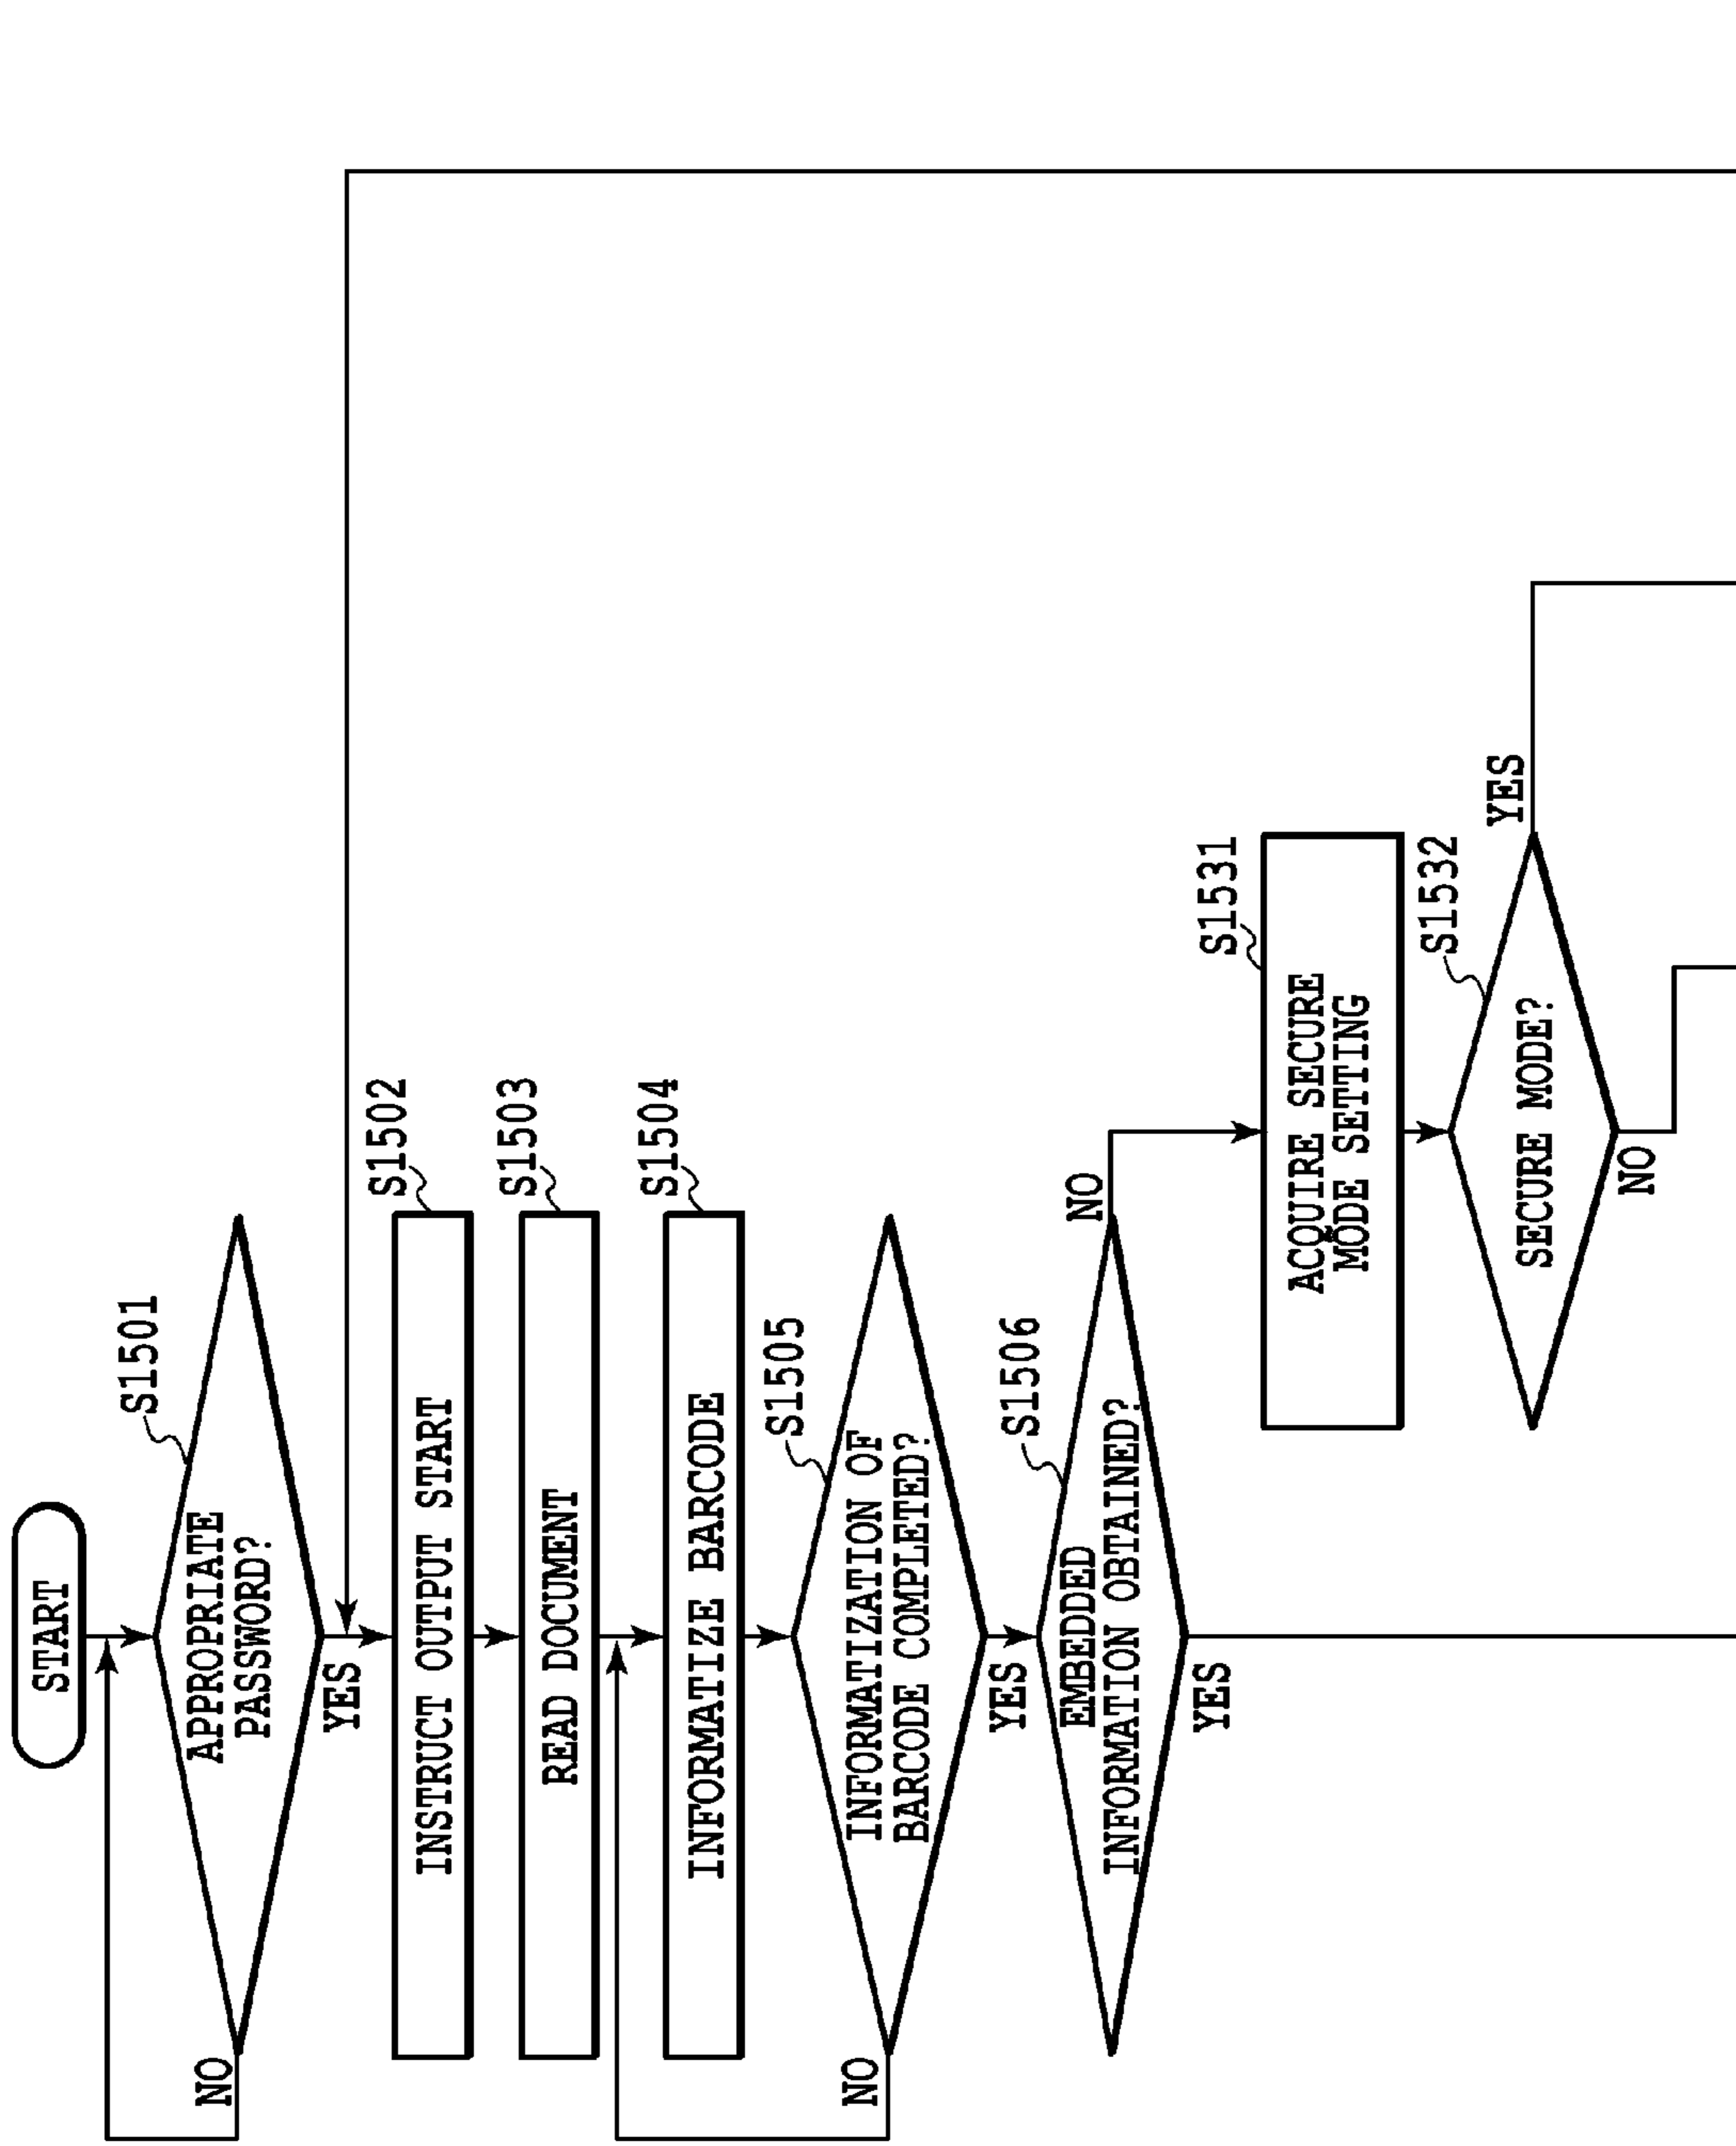 START
S1501
APPROPRIATE
PASSWORD?
NO
YES
S1502
INSTRUCT OUTPUT START
S1503
READ DOCUMENT
S1504
INFORMATIZE BARCODE
S1505
INFORMATIZATION OF
BARCODE COMPLETED?
NO
YES
S1506
EMBEDDED
INFORMATION OBTAINED?
NO
YES
S1531
ACQUIRE SECURE
MODE SETTING
S1532
SECURE MODE?
YES
NO